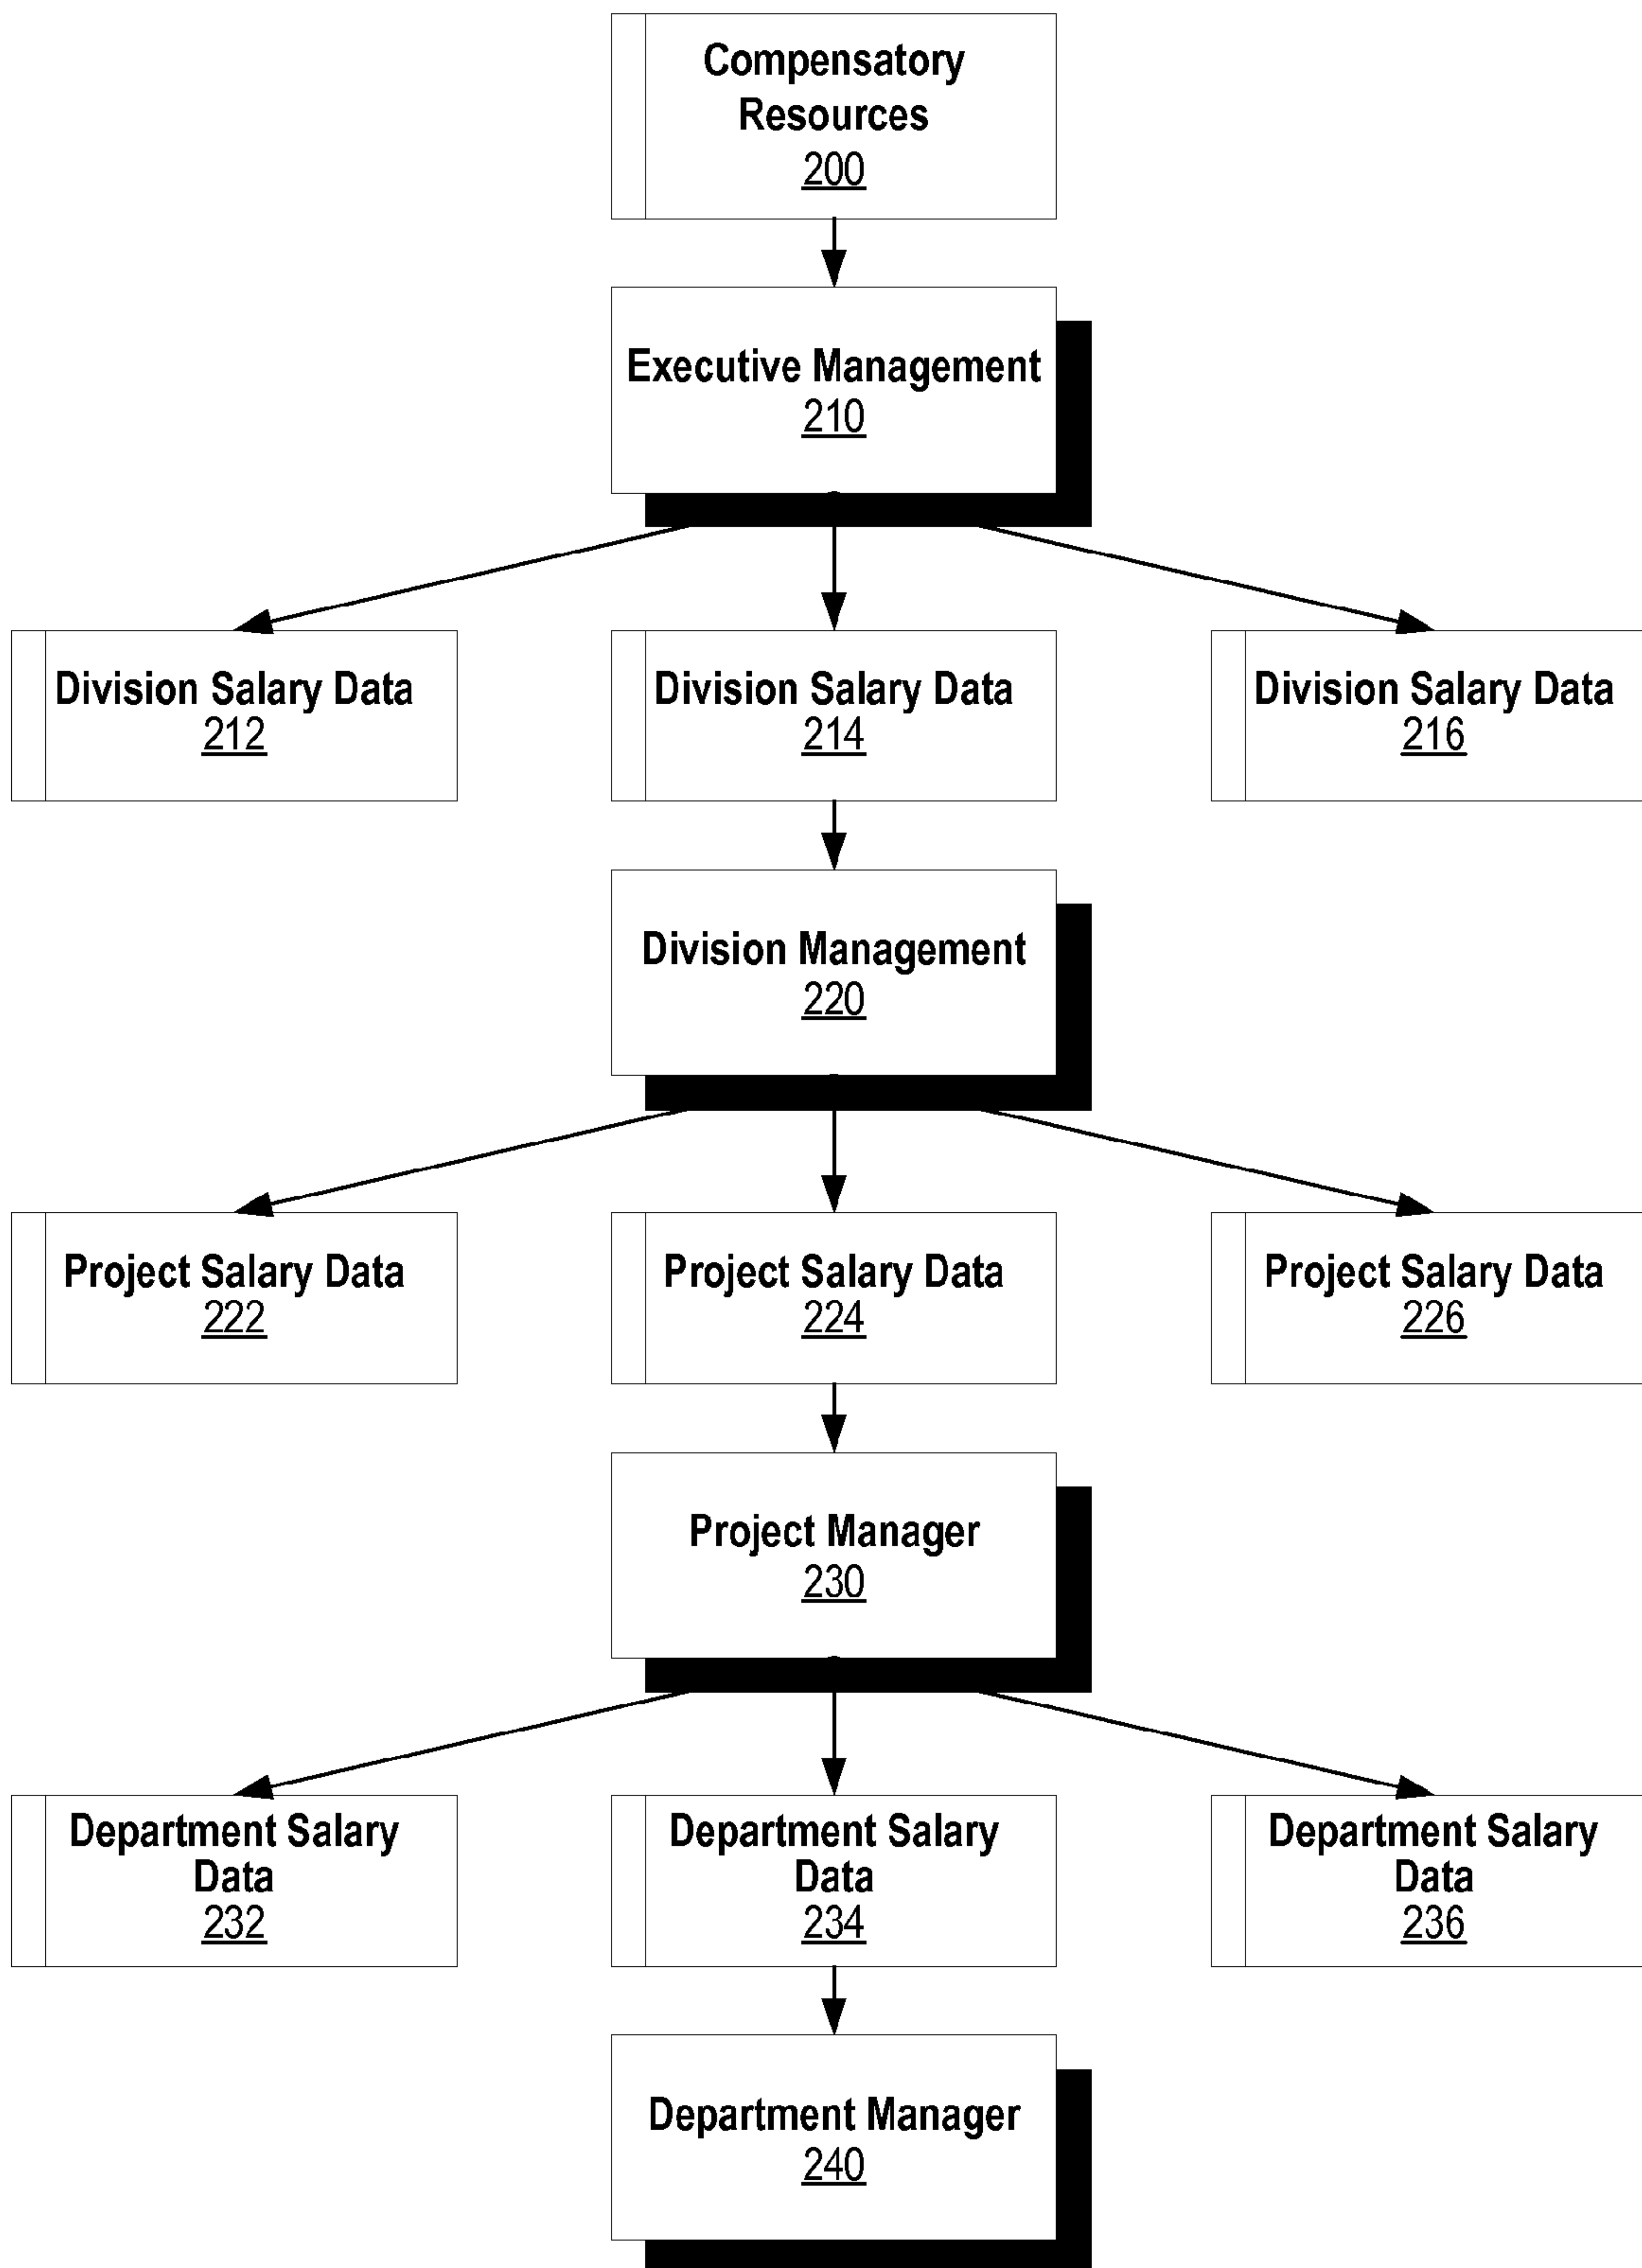 Compensatory
Resources
200
Executive Management
210
Division Salary Data
212
Division Salary Data
214
Division Salary Data
216
Division Management
220
Project Salary Data
222
Project Salary Data
224
Project Salary Data
226
Project Manager
230
Department Salary
Data
232
Department Salary
Data
234
Department Salary
Data
236
Department Manager
240